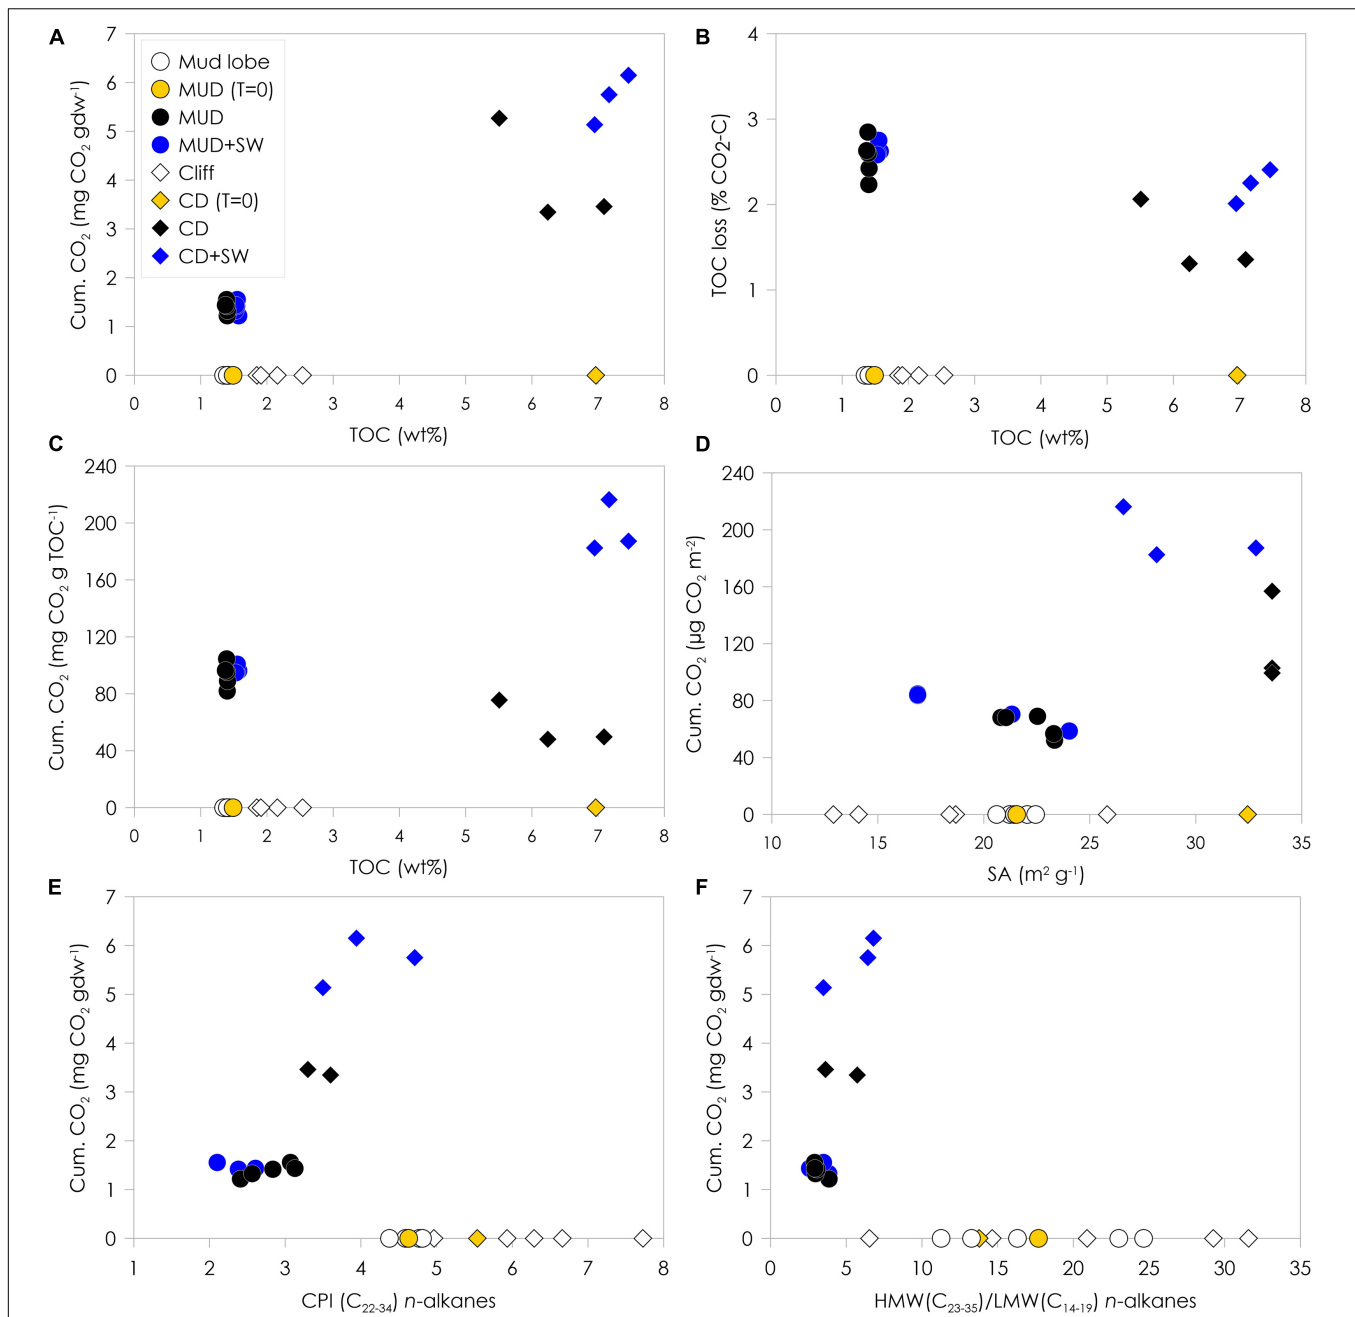 A
Cum. CO₂ (mg CO₂ gdw⁻¹)
7
6
5
4
3
2
1
0
Mud lobe
MUD (T=0)
MUD
MUD+SW
Cliff
CD (T=0)
CD
CD+SW
0 1 2 3 4 5 6 7 8
TOC (wt%)
B
TOC loss (% CO2-C)
4
3
2
1
0
0 1 2 3 4 5 6 7 8
TOC (wt%)
C
Cum. CO₂ (mg CO₂ g TOC⁻¹)
240
200
160
120
80
40
0
0 1 2 3 4 5 6 7 8
TOC (wt%)
D
Cum. CO₂ (µg CO₂ m⁻²)
240
200
160
120
80
40
0
10 15 20 25 30 35
SA (m² g⁻¹)
E
Cum. CO₂ (mg CO₂ gdw⁻¹)
7
6
5
4
3
2
1
0
1 2 3 4 5 6 7 8
CPI (C₂₂₋₃₄) n-alkanes
F
Cum. CO₂ (mg CO₂ gdw⁻¹)
7
6
5
4
3
2
1
0
0 5 10 15 20 25 30 35
HMW(C₂₃₋₃₅)/LMW(C₁₄₋₁₉) n-alkanes